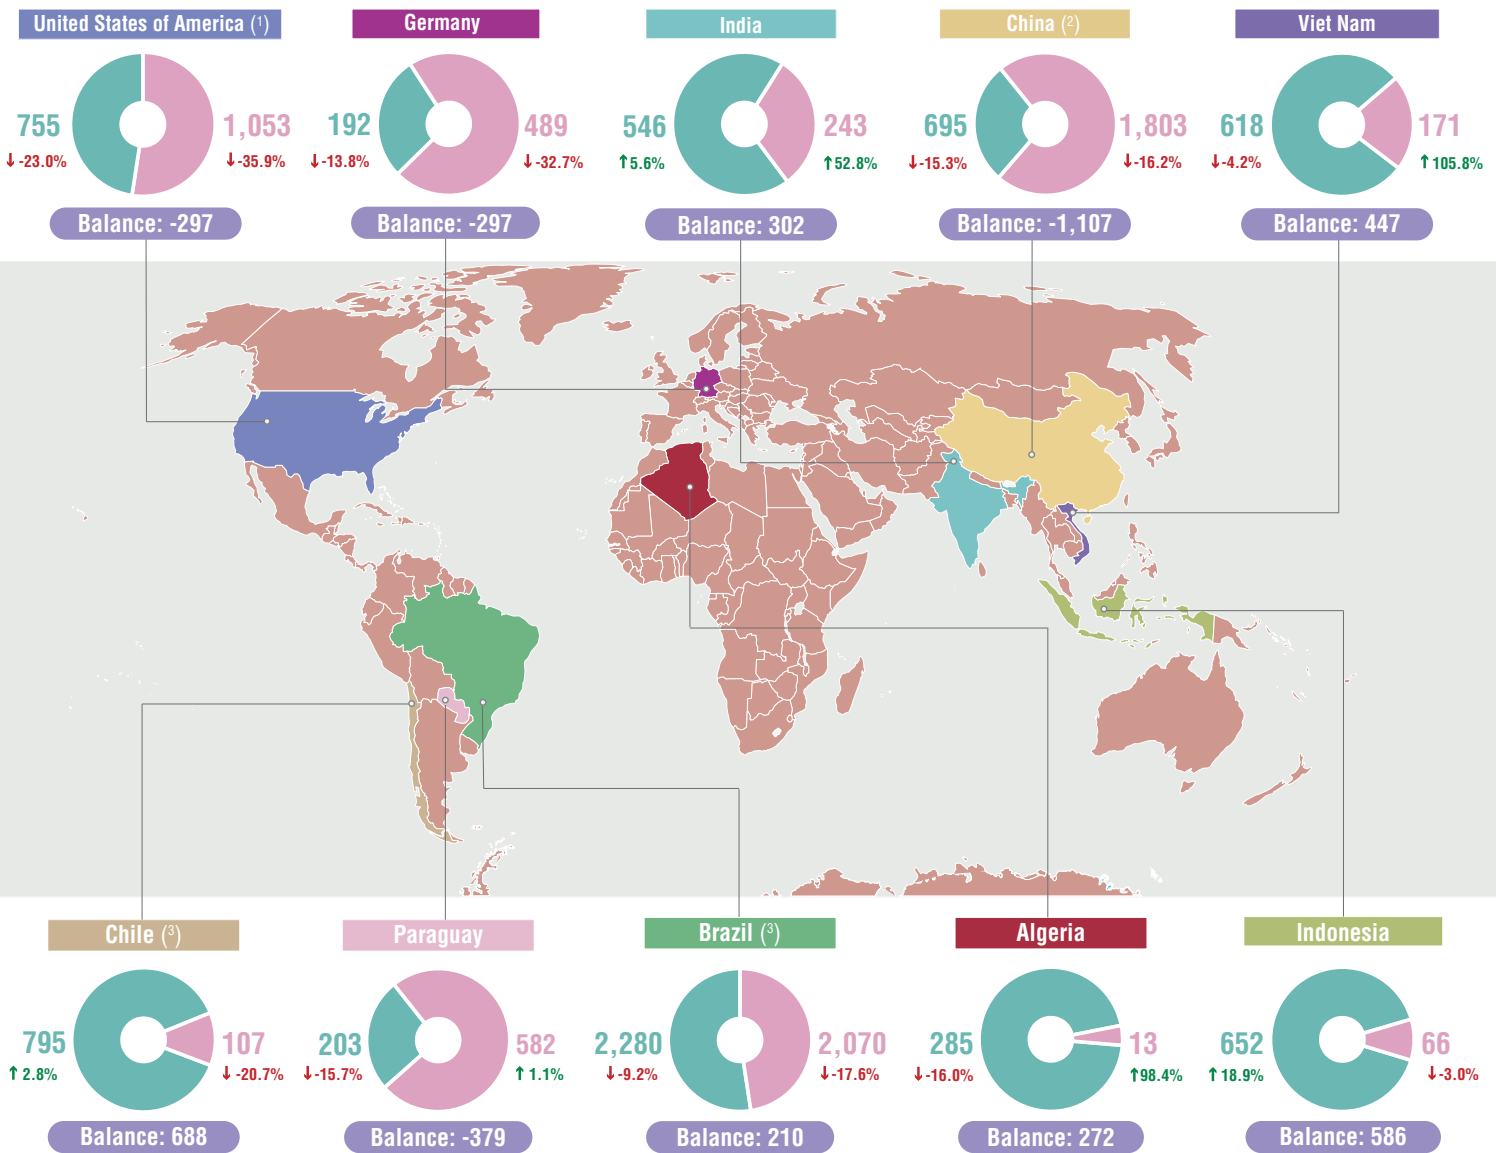 United States of America (¹)
755
↓-23.0%
1,053
↓-35.9%
Balance: -297
Germany
192
↓-13.8%
489
↓-32.7%
Balance: -297
India
546
↑5.6%
243
↑52.8%
Balance: 302
China (²)
695
↓-15.3%
1,803
↓-16.2%
Balance: -1,107
Viet Nam
618
↓-4.2%
171
↑105.8%
Balance: 447
Chile (³)
795
↑2.8%
107
↓-20.7%
Balance: 688
Paraguay
203
↓-15.7%
582
↑1.1%
Balance: -379
Brazil (³)
2,280
↓-9.2%
2,070
↓-17.6%
Balance: 210
Algeria
285
↓-16.0%
13
↑98.4%
Balance: 272
Indonesia
652
↑18.9%
66
↓-3.0%
Balance: 586